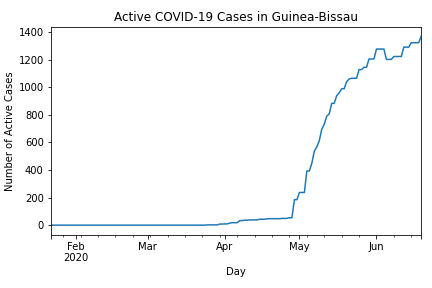 Active COVID-19 Cases in Guinea-Bissau
1400
1200
1000
800
600
400
200
0
Number of Active Cases
Feb
2020
Mar
Apr
May
Jun
Day